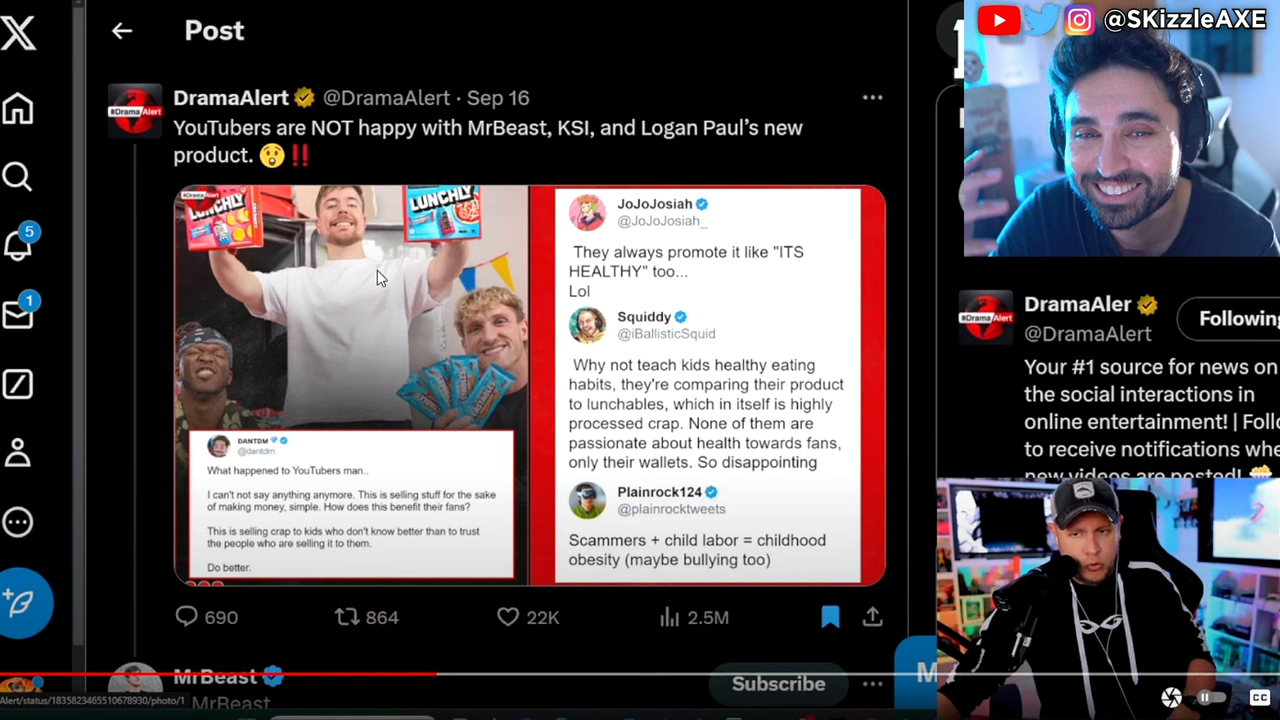 @SKizzleAXE
Post
DramaAlert @DramaAlert · Sep 16
YouTubers are NOT happy with MrBeast, KSI, and Logan Paul's new
product. 😲‼️
#DramaAlert
#DramaAlert
LUNCHLY
LUNCHLY
DANTDM
@dantdm
What happened to YouTubers man..
I can't not say anything anymore. This is selling stuff for the sake
of making money, simple. How does this benefit their fans?
This is selling crap to kids who don't know better than to trust
the people who are selling it to them.
Do better.
JoJoJosiah
@JoJoJosiah_
They always promote it like "ITS
HEALTHY" too...
Lol
Squiddy
@iBallisticSquid
Why not teach kids healthy eating
habits, they're comparing their product
to lunchables, which in itself is highly
processed crap. None of them are
passionate about health towards fans,
only their wallets. So disappointing
Plainrock124
@plainrocktweets
Scammers + child labor = childhood
obesity (maybe bullying too)
690 864 22K 2.5M
5
1
MrBeast
MrBeast
Subscribe
M
Alert/status/1835823465510678930/photo/1
#DramaAlert
DramaAler
@DramaAlert
Following
Your #1 source for news on
the social interactions in
online entertainment! | Foll
to receive notifications whe
new videos are posted! 🍿
CC